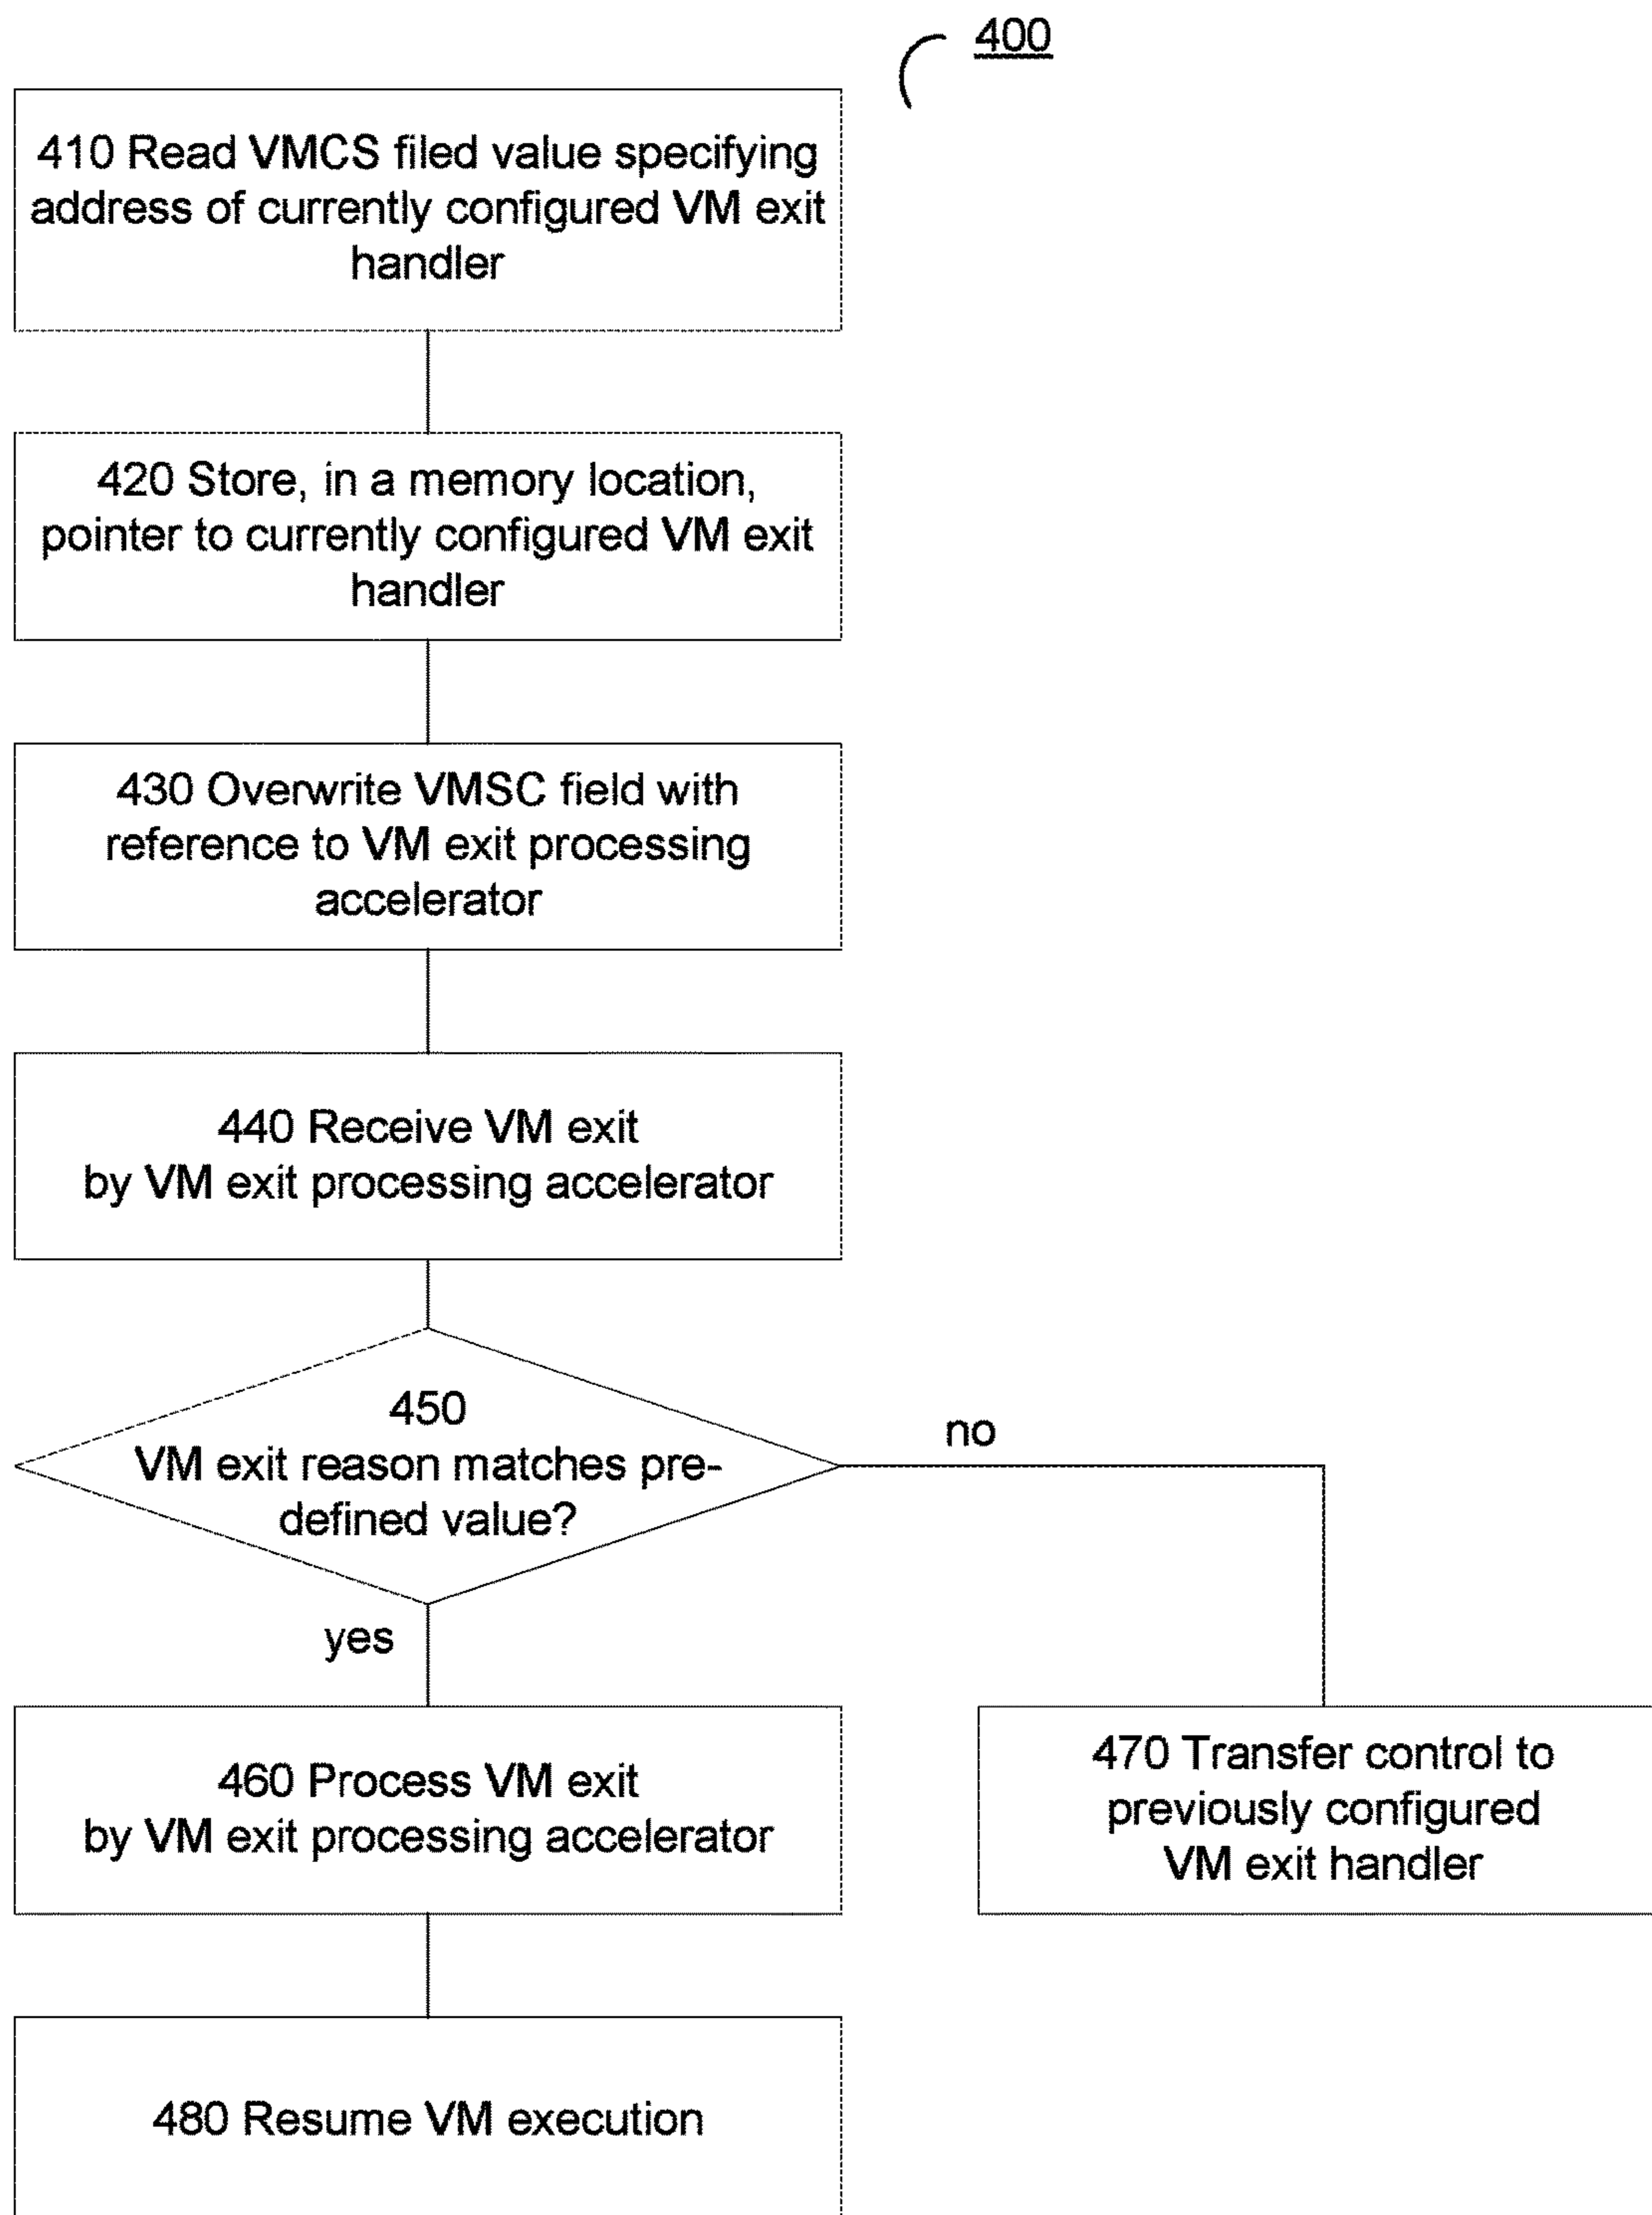 400
410 Read VMCS filed value specifying
address of currently configured VM exit
handler
420 Store, in a memory location,
pointer to currently configured VM exit
handler
430 Overwrite VMSC field with
reference to VM exit processing
accelerator
440 Receive VM exit
by VM exit processing accelerator
450
VM exit reason matches pre-
defined value?
no
yes
460 Process VM exit
by VM exit processing accelerator
470 Transfer control to
previously configured
VM exit handler
480 Resume VM execution